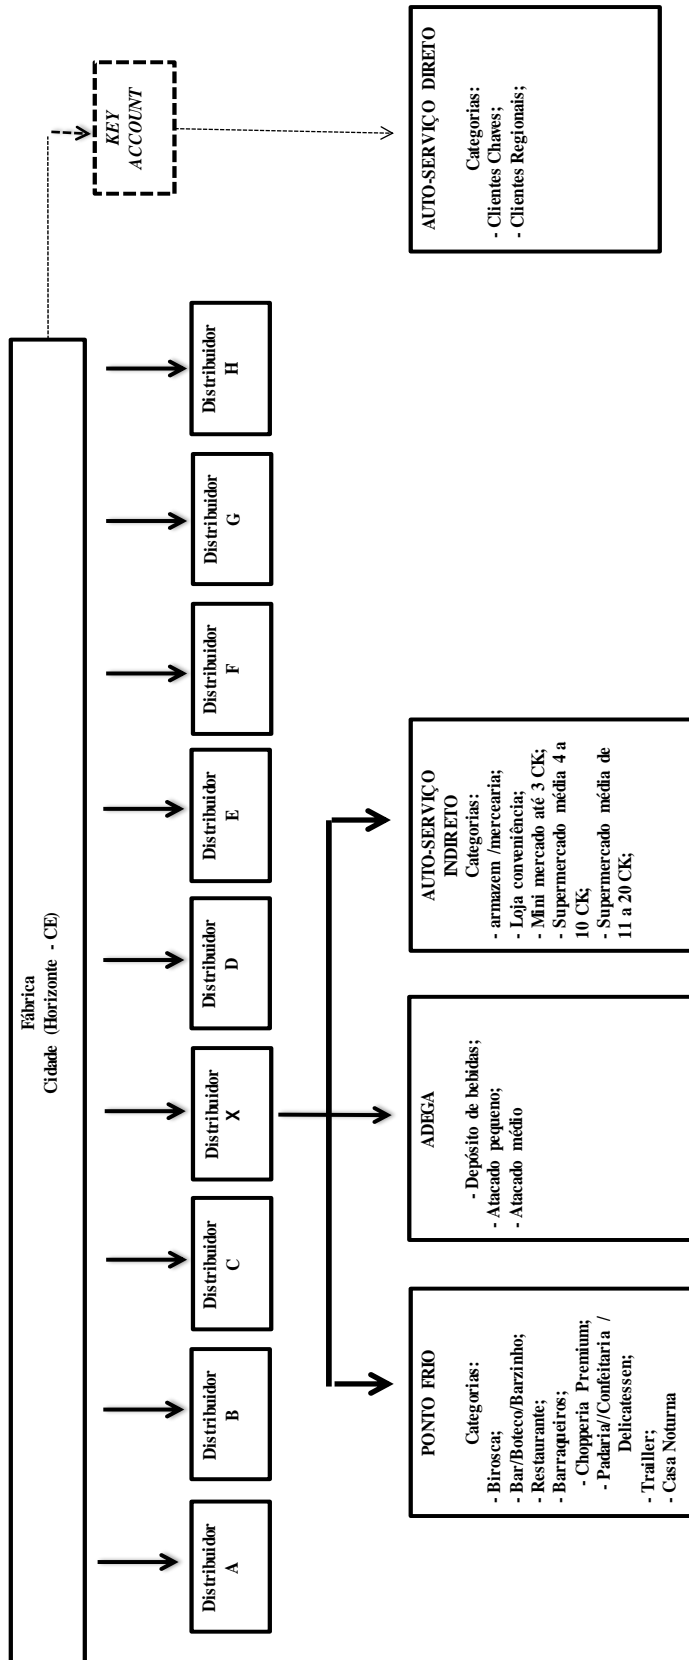 Fábrica
Cidade (Horizonte - CE)
KEY
ACCOUNT
Distribuidor
A
Distribuidor
B
Distribuidor
C
Distribuidor
X
Distribuidor
D
Distribuidor
E
Distribuidor
F
Distribuidor
G
Distribuidor
H
PONTO FRIO
Categorias:
- Birosca;
- Bar/Boteco/Barzinho;
- Restaurante;
- Barraqueiros;
- Chopperia Premium;
- Padaria//Confeitaria /
Delicatessen;
- Trailler;
- Casa Noturna
ADEGA
- Depósito de bebidas;
- Atacado pequeno;
- Atacado médio
AUTO-SERVIÇO
INDIRETO
Categorias:
- armazem /mercearia;
- Loja conveniência;
- Mini mercado até 3 CK;
- Supermercado média 4 a
10 CK;
- Supermercado média de
11 a 20 CK;
AUTO-SERVIÇO DIRETO
Categorias:
- Clientes Chaves;
- Clientes Regionais;